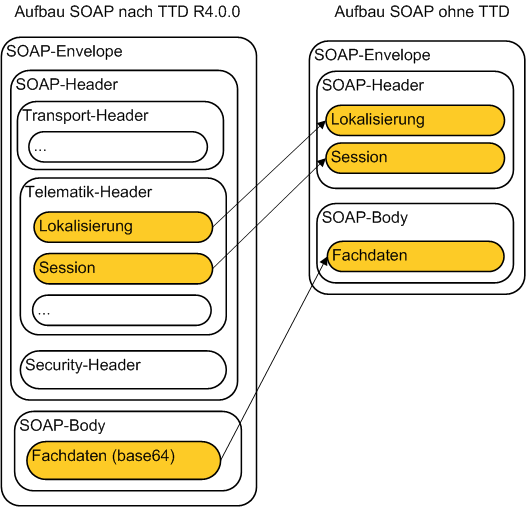 Aufbau SOAP nach TTD R4.0.0
SOAP-Envelope
SOAP-Header
Transport-Header
...
Telematik-Header
Lokalisierung
Session
...
Security-Header
SOAP-Body
Fachdaten (base64)
Aufbau SOAP ohne TTD
SOAP-Envelope
SOAP-Header
Lokalisierung
Session
SOAP-Body
Fachdaten